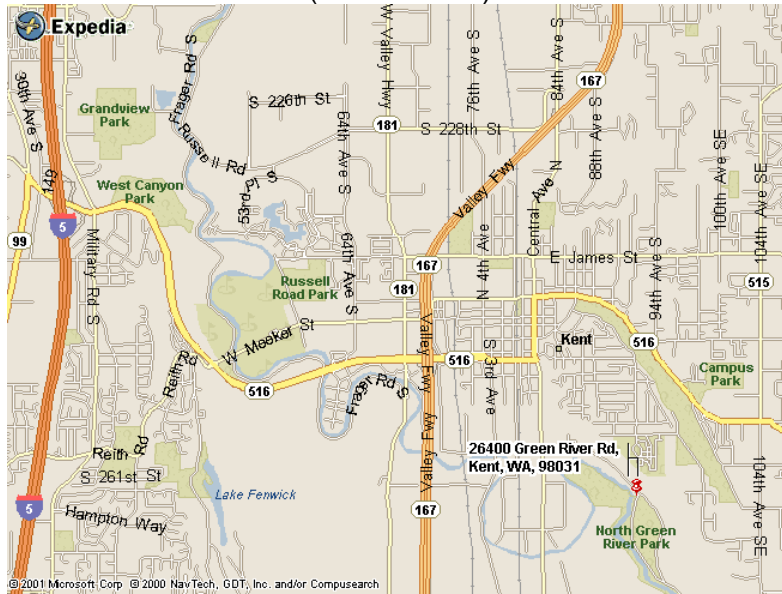 Expedia
W Valley Hwy
76th Ave S
84th Ave S
167
30th Ave S
Frager Rd S
Grandview
Park
S 226th St
181
S 228th St
88th Ave S
100th Ave SE
104th Ave SE
Russell Rd
64th Ave S
149
West Canyon
Park
53rd Pl S
Valley Fwy
Central Ave N
5
99
Military Rd S
64th Ave S
N 4th Ave
E James St
167
Russell
Road Park
181
94th Ave S
515
W Meeker St
Valley Fwy
S 3rd Ave
Kent
516
Reith Rd
516
516
Campus
Park
Frager Rd S
Reith Rd
Valley Fwy
26400 Green River Rd,
Kent, WA, 98031
S 261st St
Lake Fenwick
104th Ave SE
5
167
Hampton Way
North Green
River Park
© 2001 Microsoft Corp © 2000 NavTech, GDT, Inc. and/or Compusearch